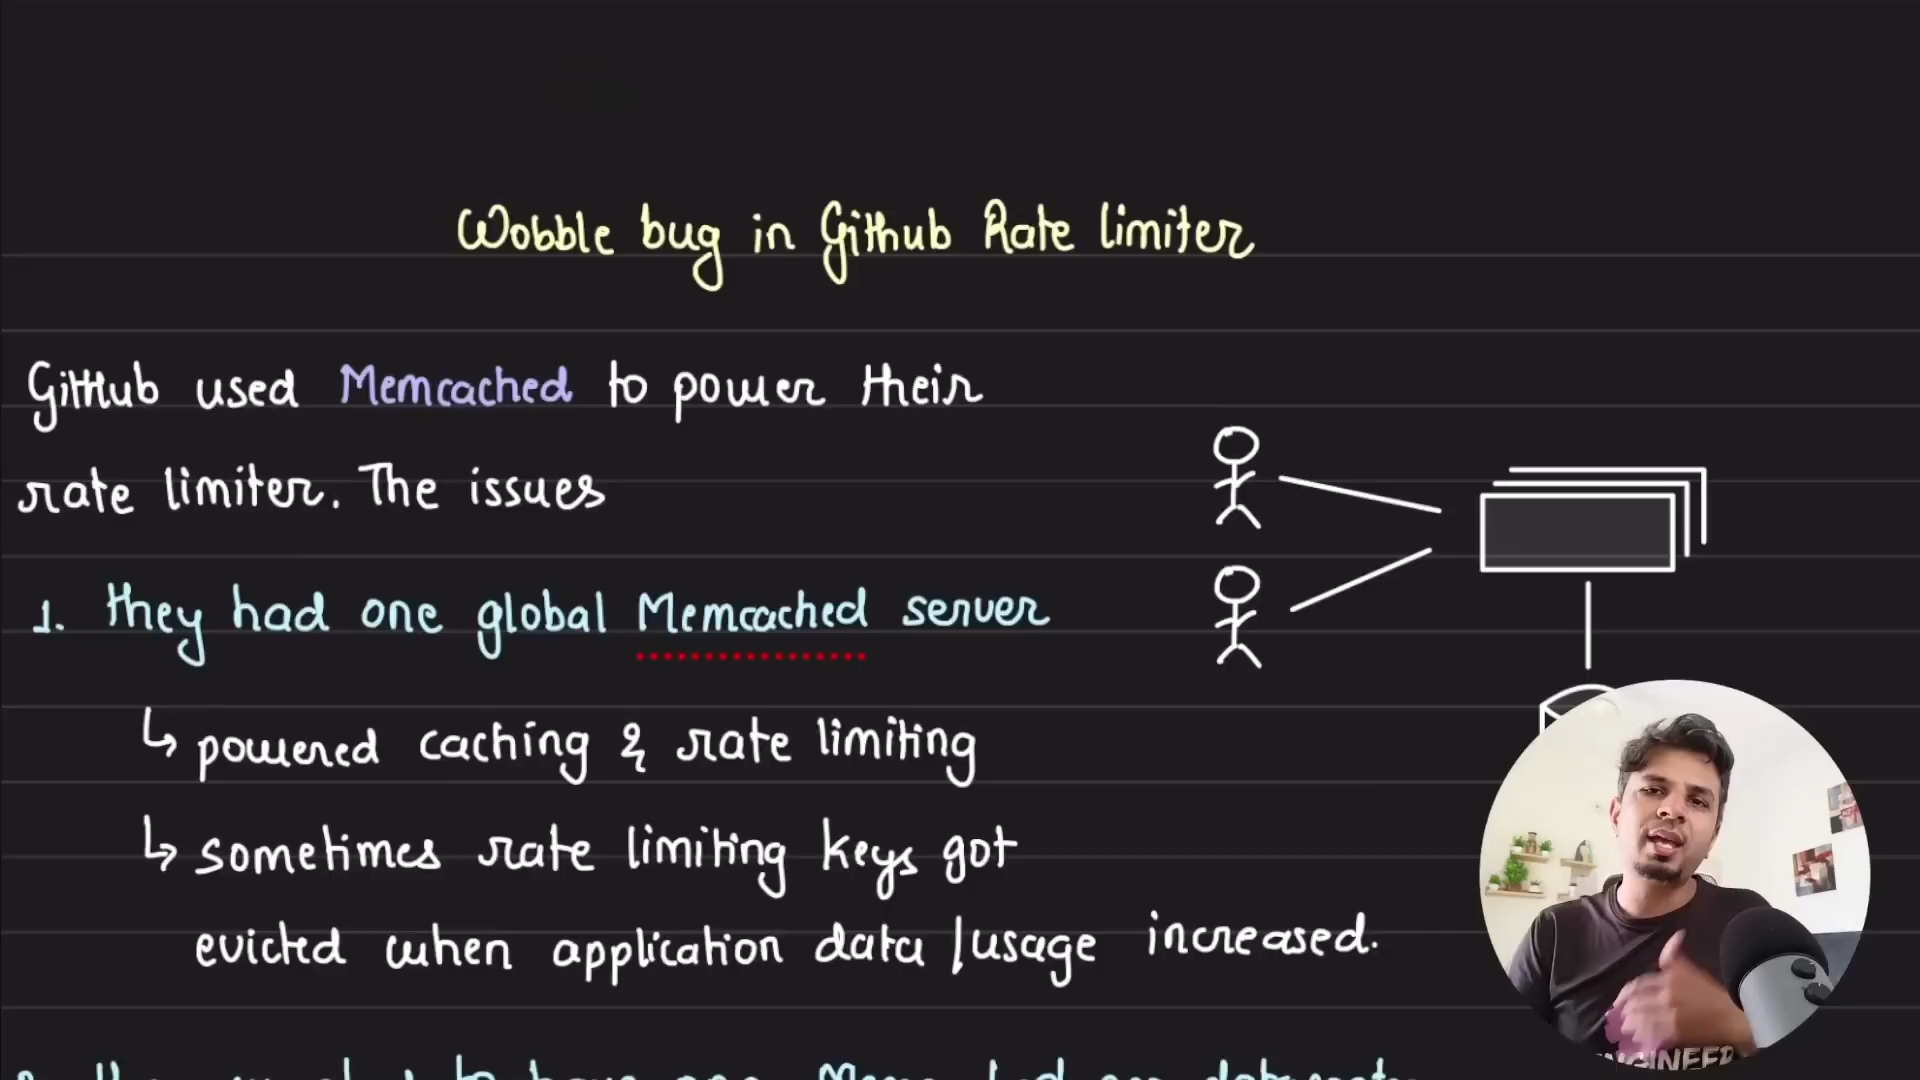 Wobble bug in Github Rate limiter
GitHub used Memcached to power their
rate limiter. The issues
1. they had one global Memcached server
↳ powered caching & rate limiting
↳ sometimes rate limiting keys got
evicted when application data / usage increased.